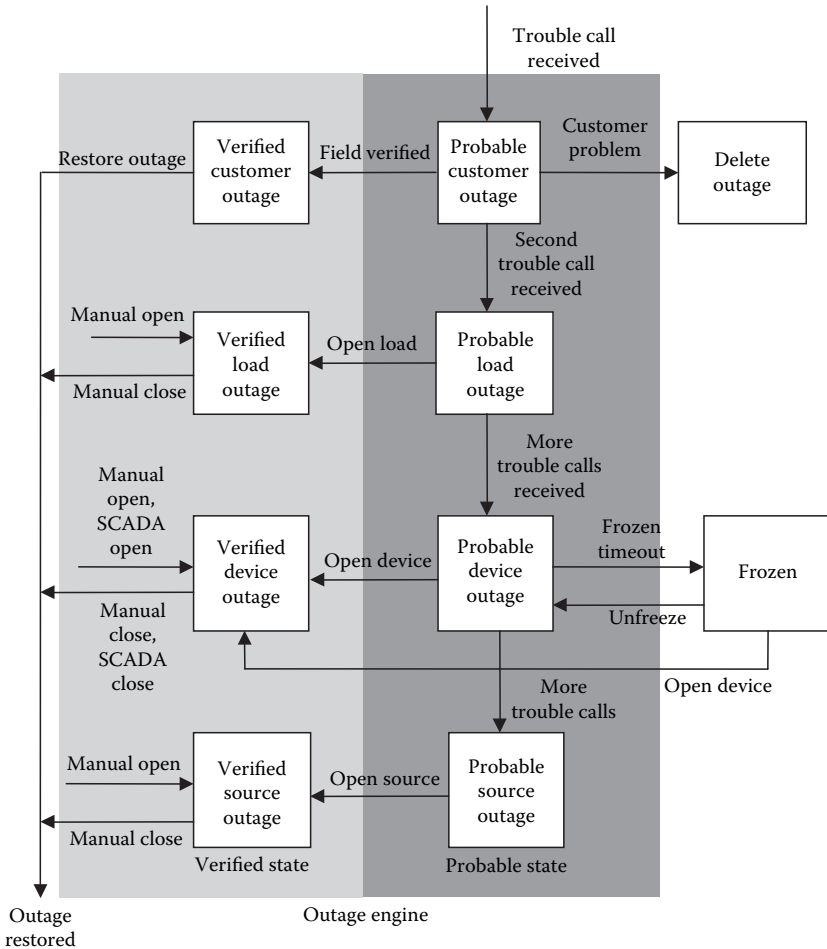 Trouble call
received
Restore outage
Verified
customer
outage
Field verified
Probable
customer
outage
Customer
problem
Delete
outage
Second
trouble call
received
Manual open
Verified
load
outage
Open load
Probable
load
outage
Manual close
More
trouble calls
received
Manual
open,
SCADA
open
Verified
device
outage
Open device
Probable
device
outage
Frozen
timeout
Frozen
Unfreeze
Manual
close,
SCADA
close
Open device
More
trouble calls
Manual open
Verified
source
outage
Open source
Probable
source
outage
Manual close
Verified state
Probable state
Outage
restored
Outage engine